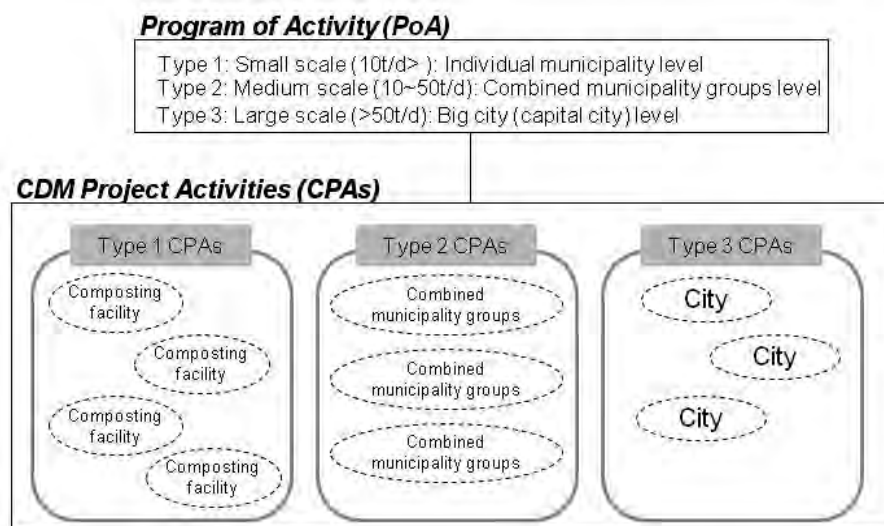 Program of Activity (PoA)
Type 1: Small scale (10t/d> ): Individual municipality level
Type 2: Medium scale (10~50t/d): Combined municipality groups level
Type 3: Large scale (>50t/d): Big city (capital city) level
CDM Project Activities (CPAs)
Type 1 CPAs
Composting
facility
Composting
facility
Composting
facility
Composting
facility
Type 2 CPAs
Combined
municipality groups
Combined
municipality groups
Combined
municipality groups
Type 3 CPAs
City
City
City